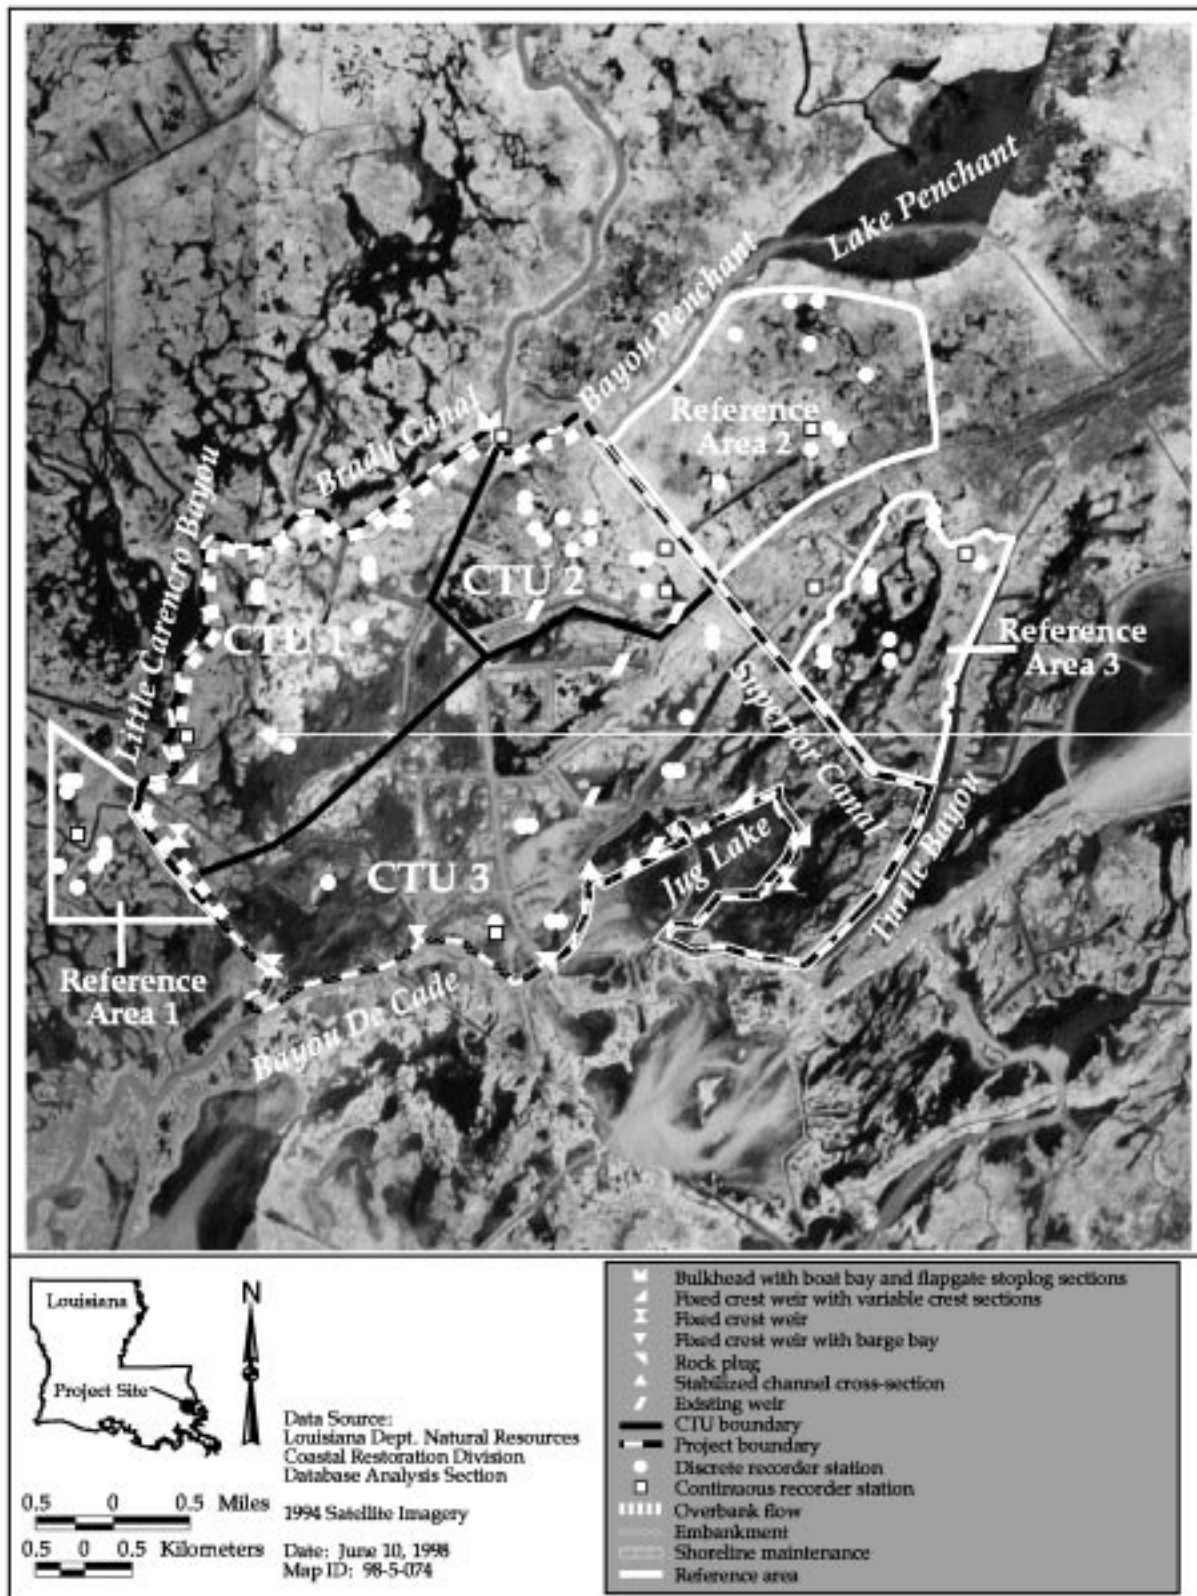 Lake Penchant
Bayou Penchant
Reference
Area 2
Brady Canal
Little Carencro Bayou
CTU 2
CTU 1
Reference
Area 3
Superior Canal
Turtle Bayou
Jug Lake
CTU 3
Reference
Area 1
Bayou De Cade
Louisiana
Project Site
N
Data Source:
Louisiana Dept. Natural Resources
Coastal Restoration Division
Database Analysis Section
1994 Satellite Imagery
Date: June 10, 1998
Map ID: 98-5-074
0.5 0 0.5 Miles
0.5 0 0.5 Kilometers
Bulkhead with boat bay and flapgate stoplog sections
Fixed crest weir with variable crest sections
Fixed crest weir
Fixed crest weir with barge bay
Rock plug
Stabilized channel cross-section
Existing weir
CTU boundary
Project boundary
Discrete recorder station
Continuous recorder station
Overbank flow
Embankment
Shoreline maintenance
Reference area